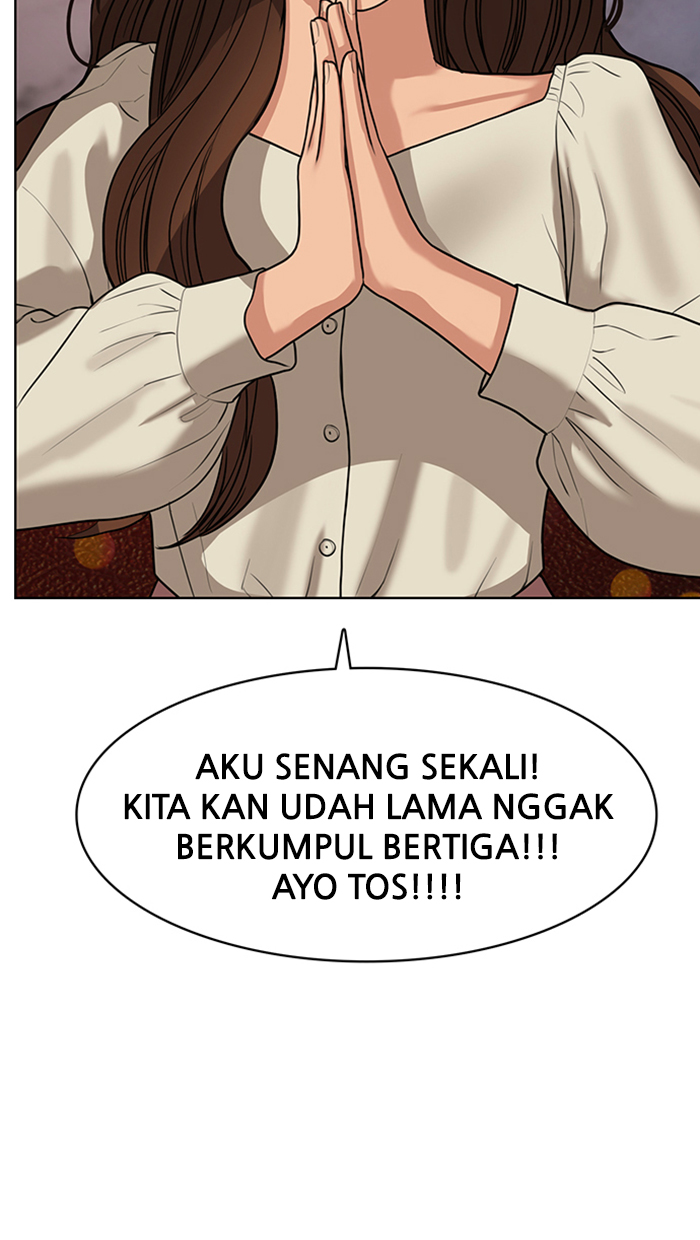 AKU SENANG SEKALI!
KITA KAN UDAH LAMA NGGAK
BERKUMPUL BERTIGA!!!
AYO TOS!!!!